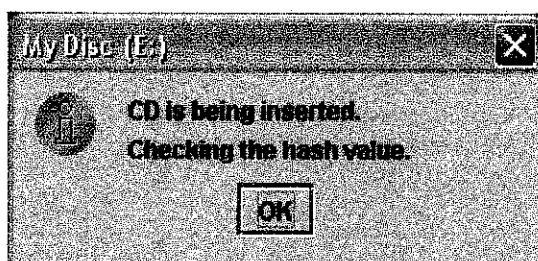 My Disc (E:)
CD is being inserted.
Checking the hash value.
OK